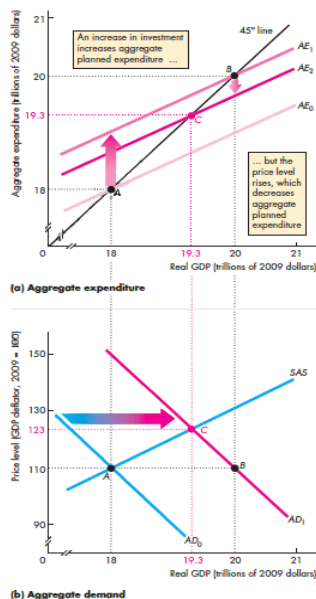 Aggregate expenditure (trillions of 2009 dollars)
21
20
19.3
18
0
An increase in investment
increases aggregate
planned expenditure ...
45° line
AE₁
AE₂
AE₀
B
C
A
... but the
price level
rises, which
decreases
aggregate
planned
expenditure
18
19.3
20
21
Real GDP (trillions of 2009 dollars)
(a) Aggregate expenditure
Price level (GDP deflator, 2009 = 100)
150
130
123
110
90
0
SAS
C
A
B
AD₀
AD₁
18
19.3
20
21
Real GDP (trillions of 2009 dollars)
(b) Aggregate demand